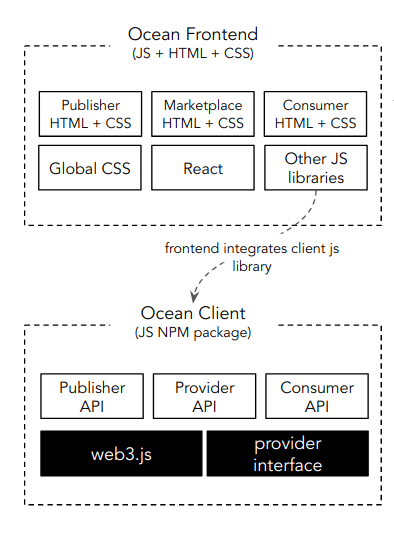 Ocean Frontend
(JS + HTML + CSS)
Publisher
HTML + CSS
Marketplace
HTML + CSS
Consumer
HTML + CSS
Global CSS
React
Other JS
libraries
frontend integrates client js
library
Ocean Client
(JS NPM package)
Publisher
API
Provider
API
Consumer
API
web3.js
provider
interface